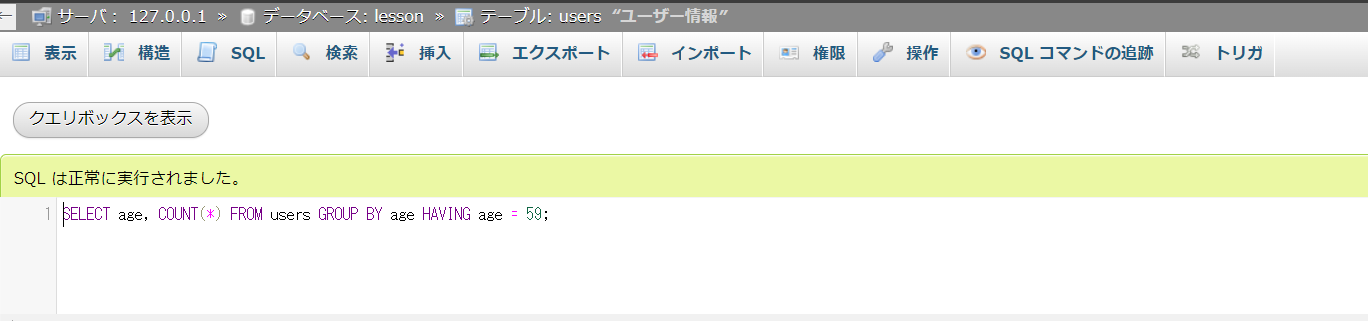 サーバ: 127.0.0.1 » データベース: lesson » テーブル: users “ユーザー情報”
表示 構造 SQL 検索 挿入 エクスポート インポート 権限 操作 SQL コマンドの追跡 トリガ
クエリボックスを表示
SQL は正常に実行されました。
1 SELECT age, COUNT(*) FROM users GROUP BY age HAVING age = 59;